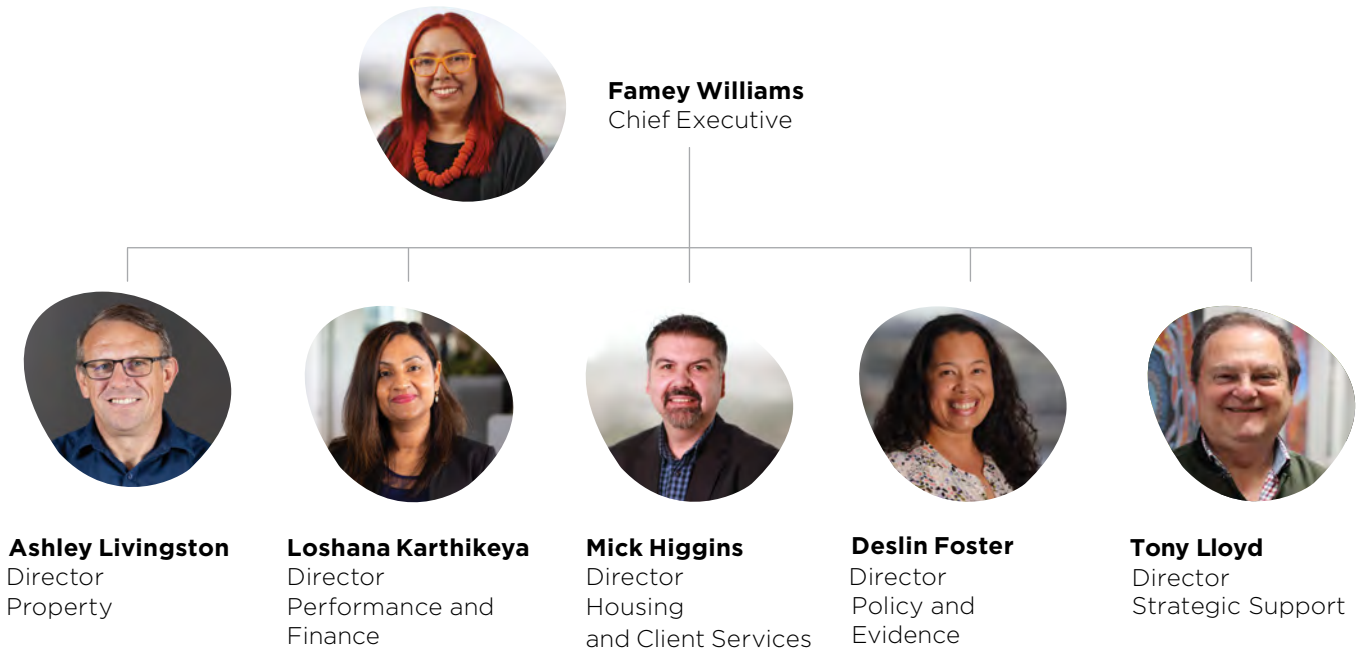 Famey Williams
Chief Executive
Ashley Livingston
Director
Property
Loshana Karthikeya
Director
Performance and
Finance
Mick Higgins
Director
Housing
and Client Services
Deslin Foster
Director
Policy and
Evidence
Tony Lloyd
Director
Strategic Support